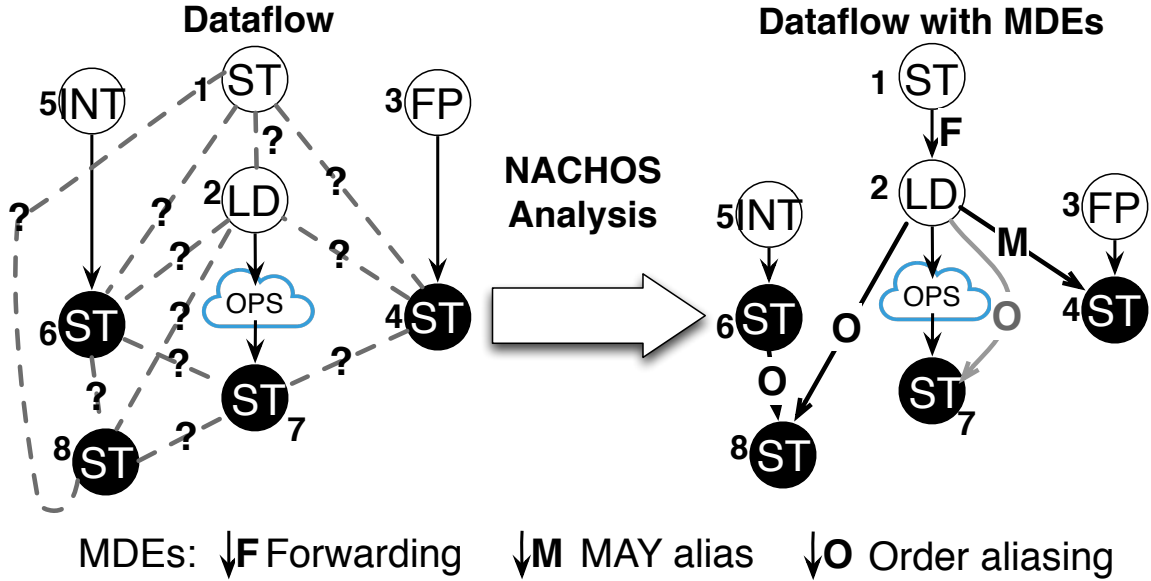 Dataflow
Dataflow with MDEs
5 INT
1 ST
3 FP
?
2 LD
?
?
?
?
?
?
OPS
6 ST
4 ST
?
?
?
?
ST 7
?
8 ST
NACHOS
Analysis
1 ST
F
2 LD
5 INT
3 FP
M
OPS
6 ST
O
O
4 ST
O
ST 7
8 ST
MDEs: F Forwarding M MAY alias O Order aliasing